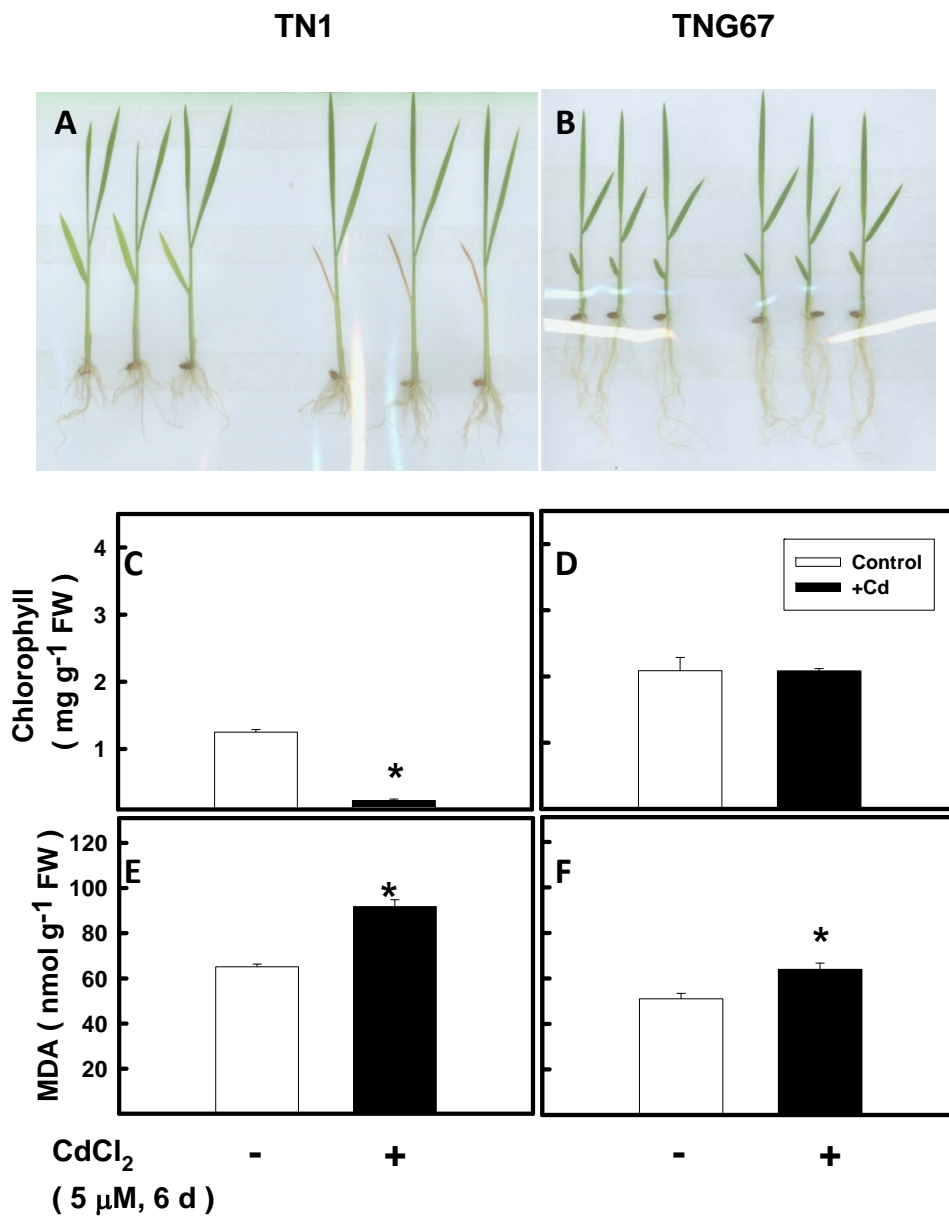 TN1 TNG67
A B
C D
4
3
2
1
Chlorophyll
( mg g-1 FW )
Control
+Cd
*
E F
120
100
80
60
40
20
MDA ( nmol g-1 FW)
* *
CdCl2 - + - +
( 5 μM, 6 d )